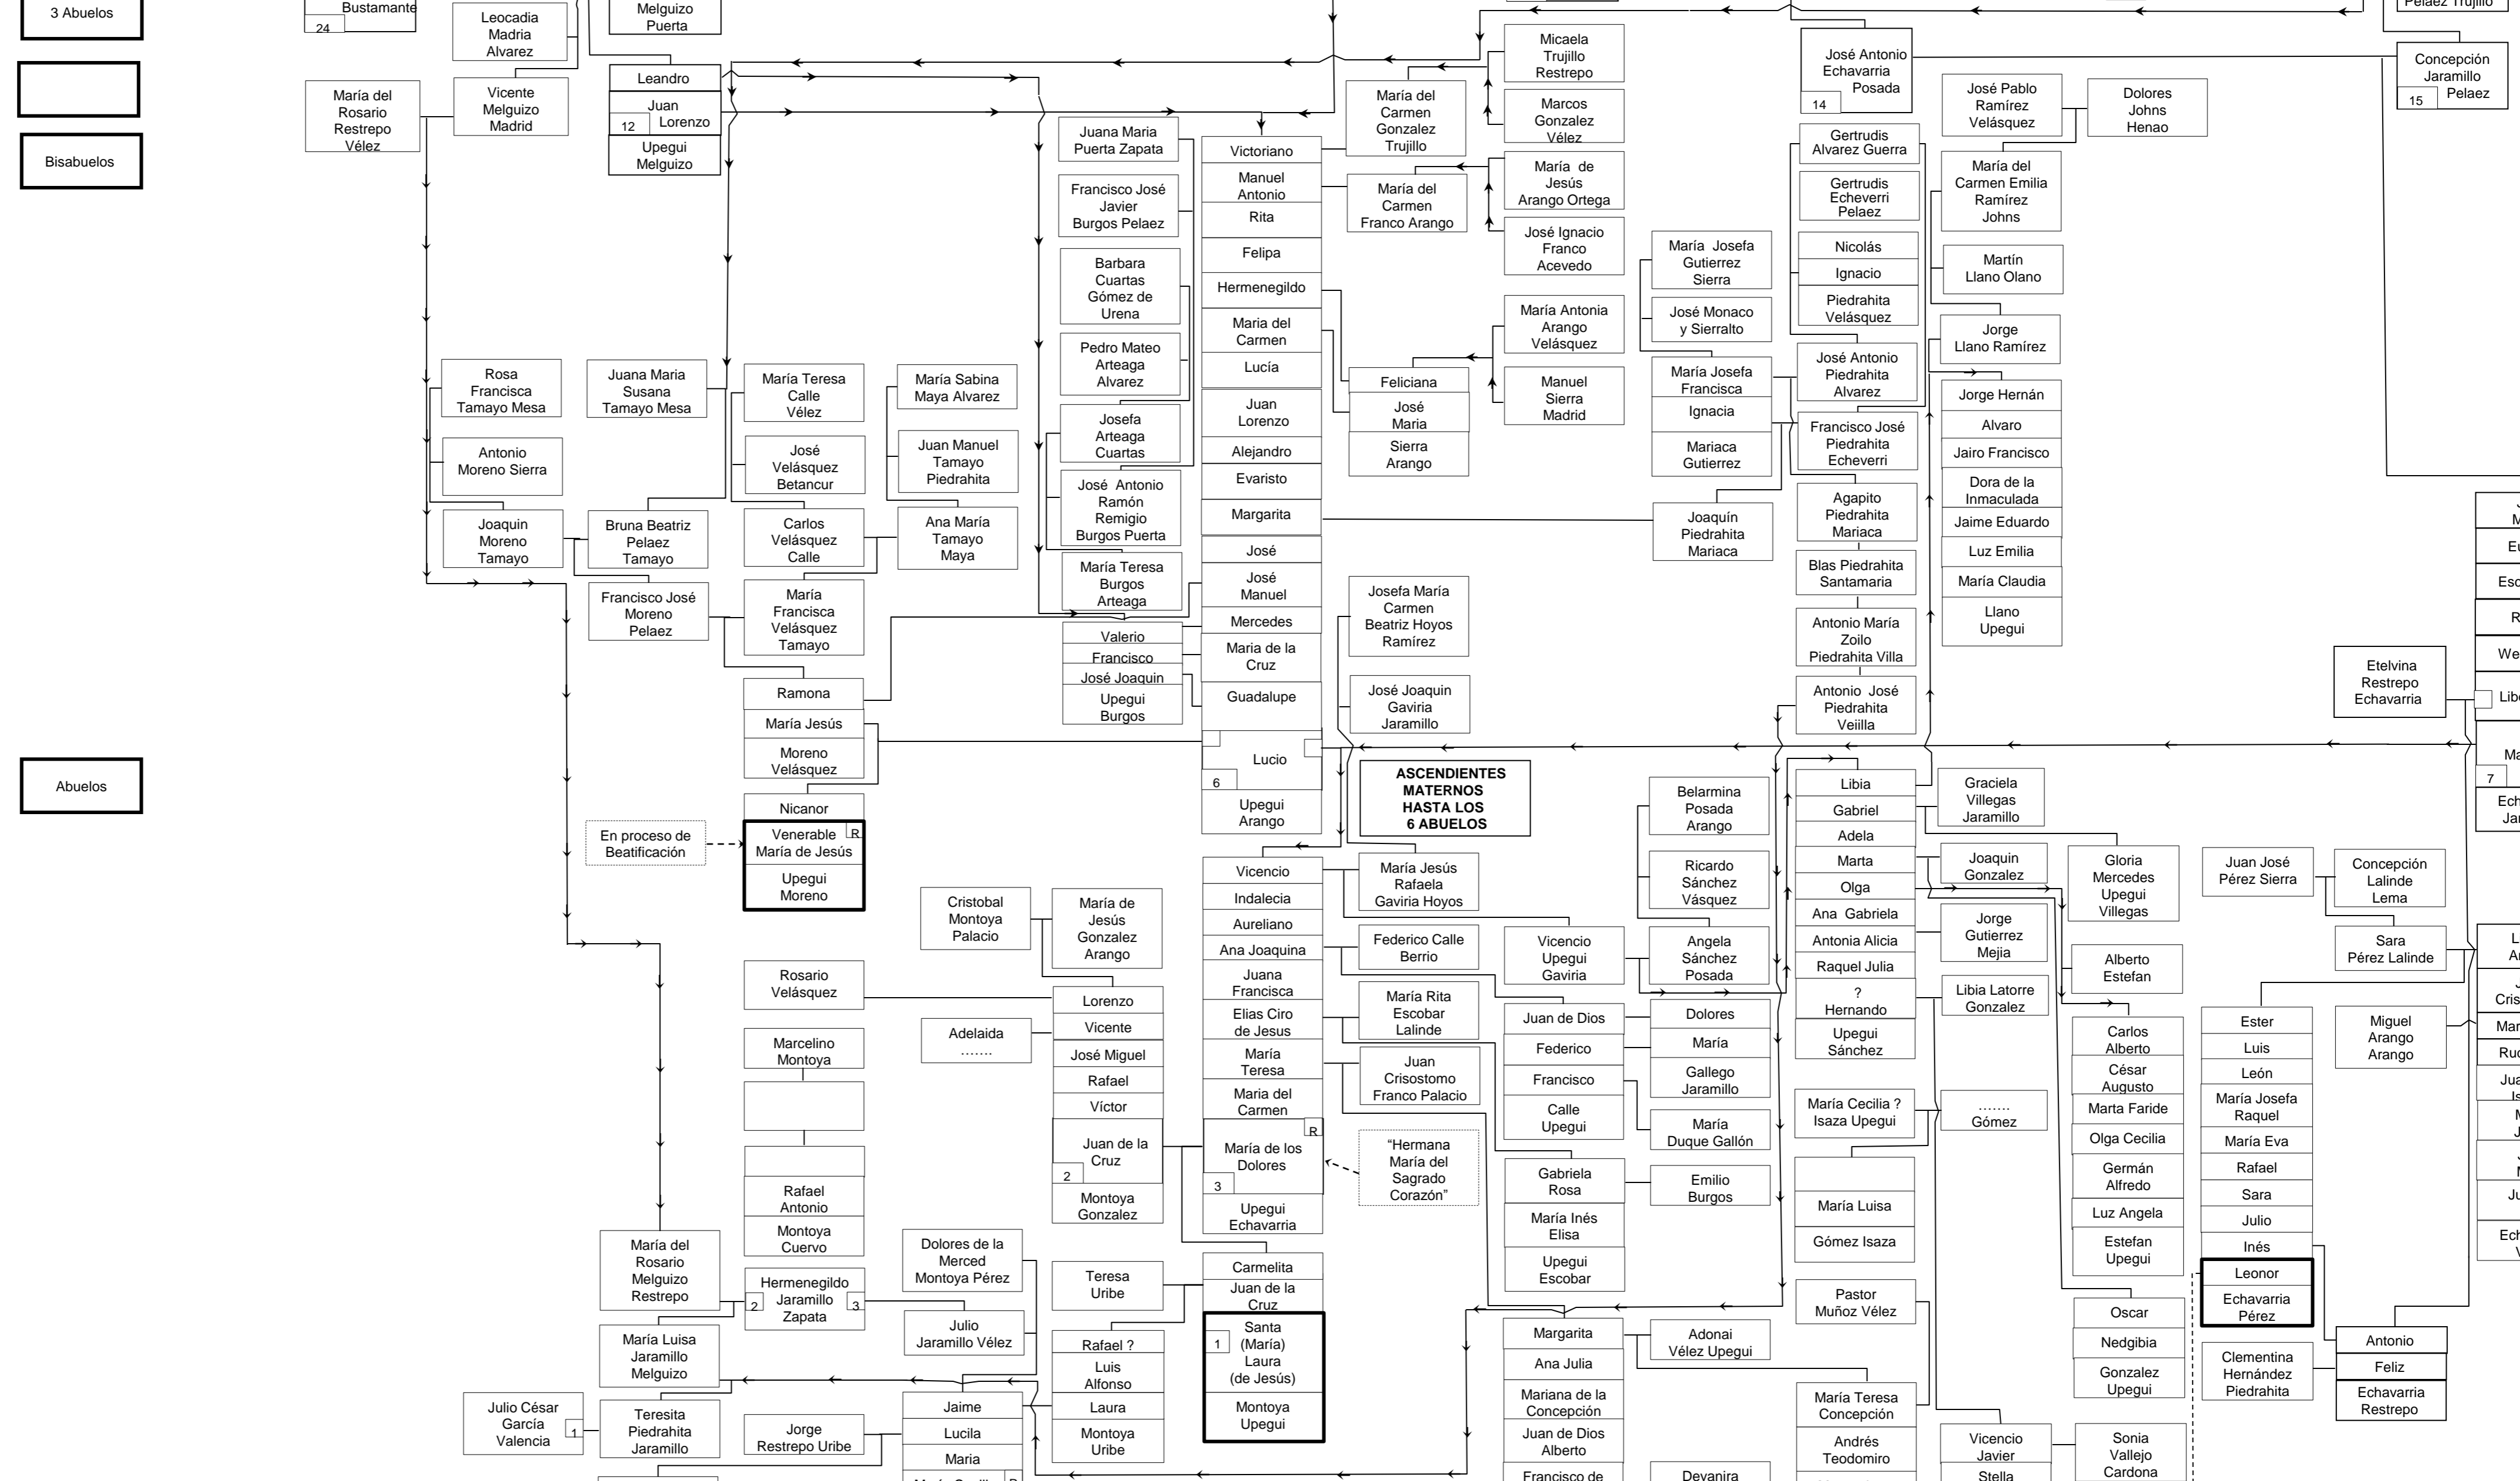 3 Abuelos
Bisabuelos
Abuelos
Bustamante
24
Leocadia
Madria
Alvarez
Melguizo
Puerta
María del
Rosario
Restrepo
Vélez
Vicente
Melguizo
Madrid
Leandro
Juan
Lorenzo
12
Upegui
Melguizo
Juana Maria
Puerta Zapata
Francisco José
Javier
Burgos Pelaez
Barbara
Cuartas
Gómez de
Urena
Pedro Mateo
Arteaga
Alvarez
Josefa
Arteaga
Cuartas
José Antonio
Ramón
Remigio
Burgos Puerta
María Teresa
Burgos
Arteaga
Valerio
Francisco
José Joaquin
Upegui
Burgos
Victoriano
Manuel
Antonio
Rita
Felipa
Hermenegildo
Maria del
Carmen
Lucía
Juan
Lorenzo
Alejandro
Evaristo
Margarita
José
José
Manuel
Mercedes
Maria de la
Cruz
Guadalupe
Lucio
6
Upegui
Arango
María del
Carmen
Gonzalez
Trujillo
María del
Carmen
Franco Arango
Micaela
Trujillo
Restrepo
Marcos
Gonzalez
Vélez
María de
Jesús
Arango Ortega
José Ignacio
Franco
Acevedo
María Antonia
Arango
Velásquez
Manuel
Sierra
Madrid
Feliciana
José
Maria
Sierra
Arango
María Josefa
Gutierrez
Sierra
José Monaco
y Sierralto
María Josefa
Francisca
Ignacia
Mariaca
Gutierrez
Joaquín
Piedrahita
Mariaca
José Antonio
Echavarria
Posada
14
Gertrudis
Alvarez Guerra
Gertrudis
Echeverri
Pelaez
Nicolás
Ignacio
Piedrahita
Velásquez
José Antonio
Piedrahita
Alvarez
Francisco José
Piedrahita
Echeverri
Agapito
Piedrahita
Mariaca
Blas Piedrahita
Santamaria
Antonio María
Zoilo
Piedrahita Villa
Antonio José
Piedrahita
Veiilla
José Pablo
Ramírez
Velásquez
Dolores
Johns
Henao
María del
Carmen Emilia
Ramírez
Johns
Martín
Llano Olano
Jorge
Llano Ramírez
Jorge Hernán
Alvaro
Jairo Francisco
Dora de la
Inmaculada
Jaime Eduardo
Luz Emilia
María Claudia
Llano
Upegui
Pelaez Trujillo
Concepción
Jaramillo
Pelaez
15
Rosa
Francisca
Tamayo Mesa
Antonio
Moreno Sierra
Joaquin
Moreno
Tamayo
Juana Maria
Susana
Tamayo Mesa
Bruna Beatriz
Pelaez
Tamayo
Francisco José
Moreno
Pelaez
María Teresa
Calle
Vélez
José
Velásquez
Betancur
Carlos
Velásquez
Calle
María
Francisca
Velásquez
Tamayo
María Sabina
Maya Alvarez
Juan Manuel
Tamayo
Piedrahita
Ana María
Tamayo
Maya
Ramona
María Jesús
Moreno
Velásquez
Nicanor
Venerable
R
María de Jesús
Upegui
Moreno
En proceso de
Beatificación
Josefa María
Carmen
Beatriz Hoyos
Ramírez
José Joaquin
Gaviria
Jaramillo
ASCENDIENTES
MATERNOS
HASTA LOS
6 ABUELOS
Etelvina
Restrepo
Echavarria
7
Cristobal
Montoya
Palacio
María de
Jesús
Gonzalez
Arango
Rosario
Velásquez
Adelaida
.......
Lorenzo
Vicente
José Miguel
Rafael
Víctor
Juan de la
Cruz
2
Montoya
Gonzalez
Marcelino
Montoya
Rafael
Antonio
Montoya
Cuervo
Vicencio
Indalecia
Aureliano
Ana Joaquina
Juana
Francisca
Elias Ciro
de Jesus
María
Teresa
Maria del
Carmen
R
María de los
Dolores
3
Upegui
Echavarria
María Jesús
Rafaela
Gaviria Hoyos
Federico Calle
Berrio
María Rita
Escobar
Lalinde
Juan
Crisostomo
Franco Palacio
“Hermana
María del
Sagrado
Corazón”
Vicencio
Upegui
Gaviria
Juan de Dios
Federico
Francisco
Calle
Upegui
Gabriela
Rosa
María Inés
Elisa
Upegui
Escobar
Belarmina
Posada
Arango
Ricardo
Sánchez
Vásquez
Angela
Sánchez
Posada
Dolores
María
Gallego
Jaramillo
María
Duque Gallón
Emilio
Burgos
Libia
Gabriel
Adela
Marta
Olga
Ana Gabriela
Antonia Alicia
Raquel Julia
?
Hernando
Upegui
Sánchez
Graciela
Villegas
Jaramillo
Joaquin
Gonzalez
Jorge
Gutierrez
Mejia
Libia Latorre
Gonzalez
Gloria
Mercedes
Upegui
Villegas
Alberto
Estefan
Carlos
Alberto
César
Augusto
Marta Faride
Olga Cecilia
Germán
Alfredo
Luz Angela
Estefan
Upegui
María Cecilia ?
Isaza Upegui
.......
Gómez
María Luisa
Gómez Isaza
Juan José
Pérez Sierra
Concepción
Lalinde
Lema
Sara
Pérez Lalinde
Miguel
Arango
Arango
Ester
Luis
León
María Josefa
Raquel
María Eva
Rafael
Sara
Julio
Inés
Leonor
Echavarria
Pérez
María del
Rosario
Melguizo
Restrepo
2
Hermenegildo
Jaramillo
Zapata
3
Dolores de la
Merced
Montoya Pérez
Julio
Jaramillo Vélez
María Luisa
Jaramillo
Melguizo
Julio César
García
Valencia
1
Teresita
Piedrahita
Jaramillo
Jorge
Restrepo Uribe
Jaime
Lucila
Maria
Teresa
Uribe
Rafael ?
Luis
Alfonso
Laura
Montoya
Uribe
Carmelita
Juan de la
Cruz
1
Santa
(María)
Laura
(de Jesús)
Montoya
Upegui
Margarita
Ana Julia
Mariana de la
Concepción
Juan de Dios
Alberto
Francisco de
Adonai
Vélez Upegui
Devanira
Pastor
Muñoz Vélez
María Teresa
Concepción
Andrés
Teodomiro
Vicencio
Javier
Stella
Sonia
Vallejo
Cardona
Oscar
Nedgibia
Gonzalez
Upegui
Clementina
Hernández
Piedrahita
Antonio
Feliz
Echavarria
Restrepo